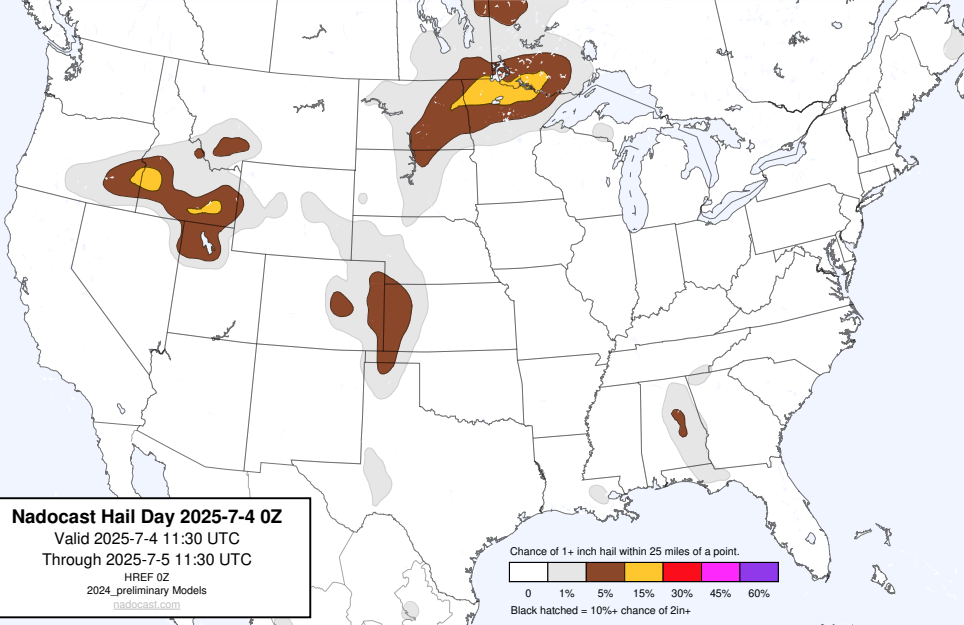 Nadocast Hail Day 2025-7-4 0Z
Valid 2025-7-4 11:30 UTC
Through 2025-7-5 11:30 UTC
HREF 0Z
2024_preliminary Models
nadocast.com
Chance of 1+ inch hail within 25 miles of a point.
0 1% 5% 15% 30% 45% 60%
Black hatched = 10%+ chance of 2in+